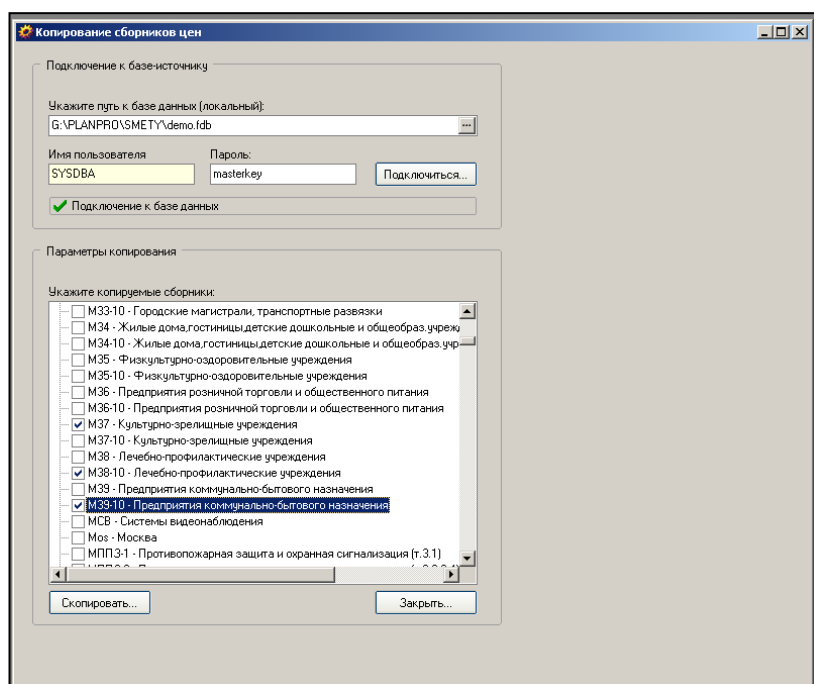 Копирование сборников цен
Подключение к базе-источнику
Укажите путь к базе данных (локальный):
G:\PLANPRO\SMETY\demo.fdb
Имя пользователя Пароль:
SYSDBA masterkey Подключиться...
Подключение к базе данных
Параметры копирования
Укажите копируемые сборники:
М33-10 - Городские магистрали, транспортные развязки
М34 - Жилые дома,гостиницы,детские дошкольные и общеобраз.учреж
М34-10 - Жилые дома,гостиницы,детские дошкольные и общеобраз.учр
М35 - Физкультурно-оздоровительные учреждения
М35-10 - Физкультурно-оздоровительные учреждения
М36 - Предприятия розничной торговли и общественного питания
М36-10 - Предприятия розничной торговли и общественного питания
М37 - Культурно-зрелищные учреждения
М37-10 - Культурно-зрелищные учреждения
М38 - Лечебно-профилактические учреждения
М38-10 - Лечебно-профилактические учреждения
М39 - Предприятия коммунально-бытового назначения
М39-10 - Предприятия коммунально-бытового назначения
МСВ - Системы видеонаблюдения
Mos - Москва
МППЗ-1 - Противопожарная защита и охранная сигнализация (т.3.1)
Скопировать... Закрыть...